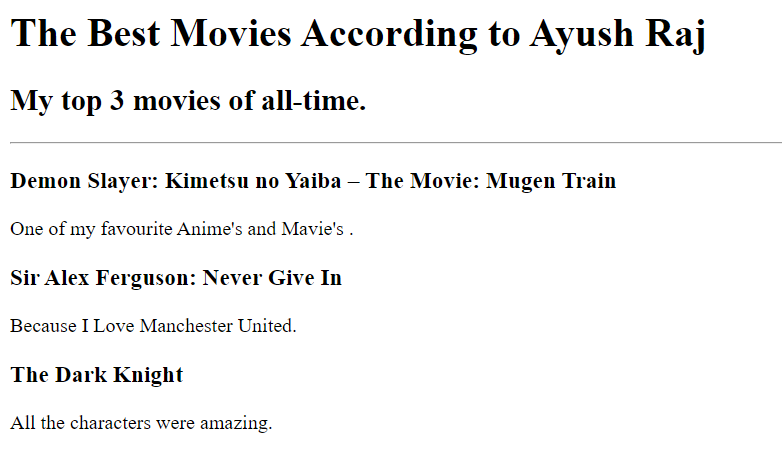 The Best Movies According to Ayush Raj
My top 3 movies of all-time.
Demon Slayer: Kimetsu no Yaiba – The Movie: Mugen Train
One of my favourite Anime's and Mavie's .
Sir Alex Ferguson: Never Give In
Because I Love Manchester United.
The Dark Knight
All the characters were amazing.